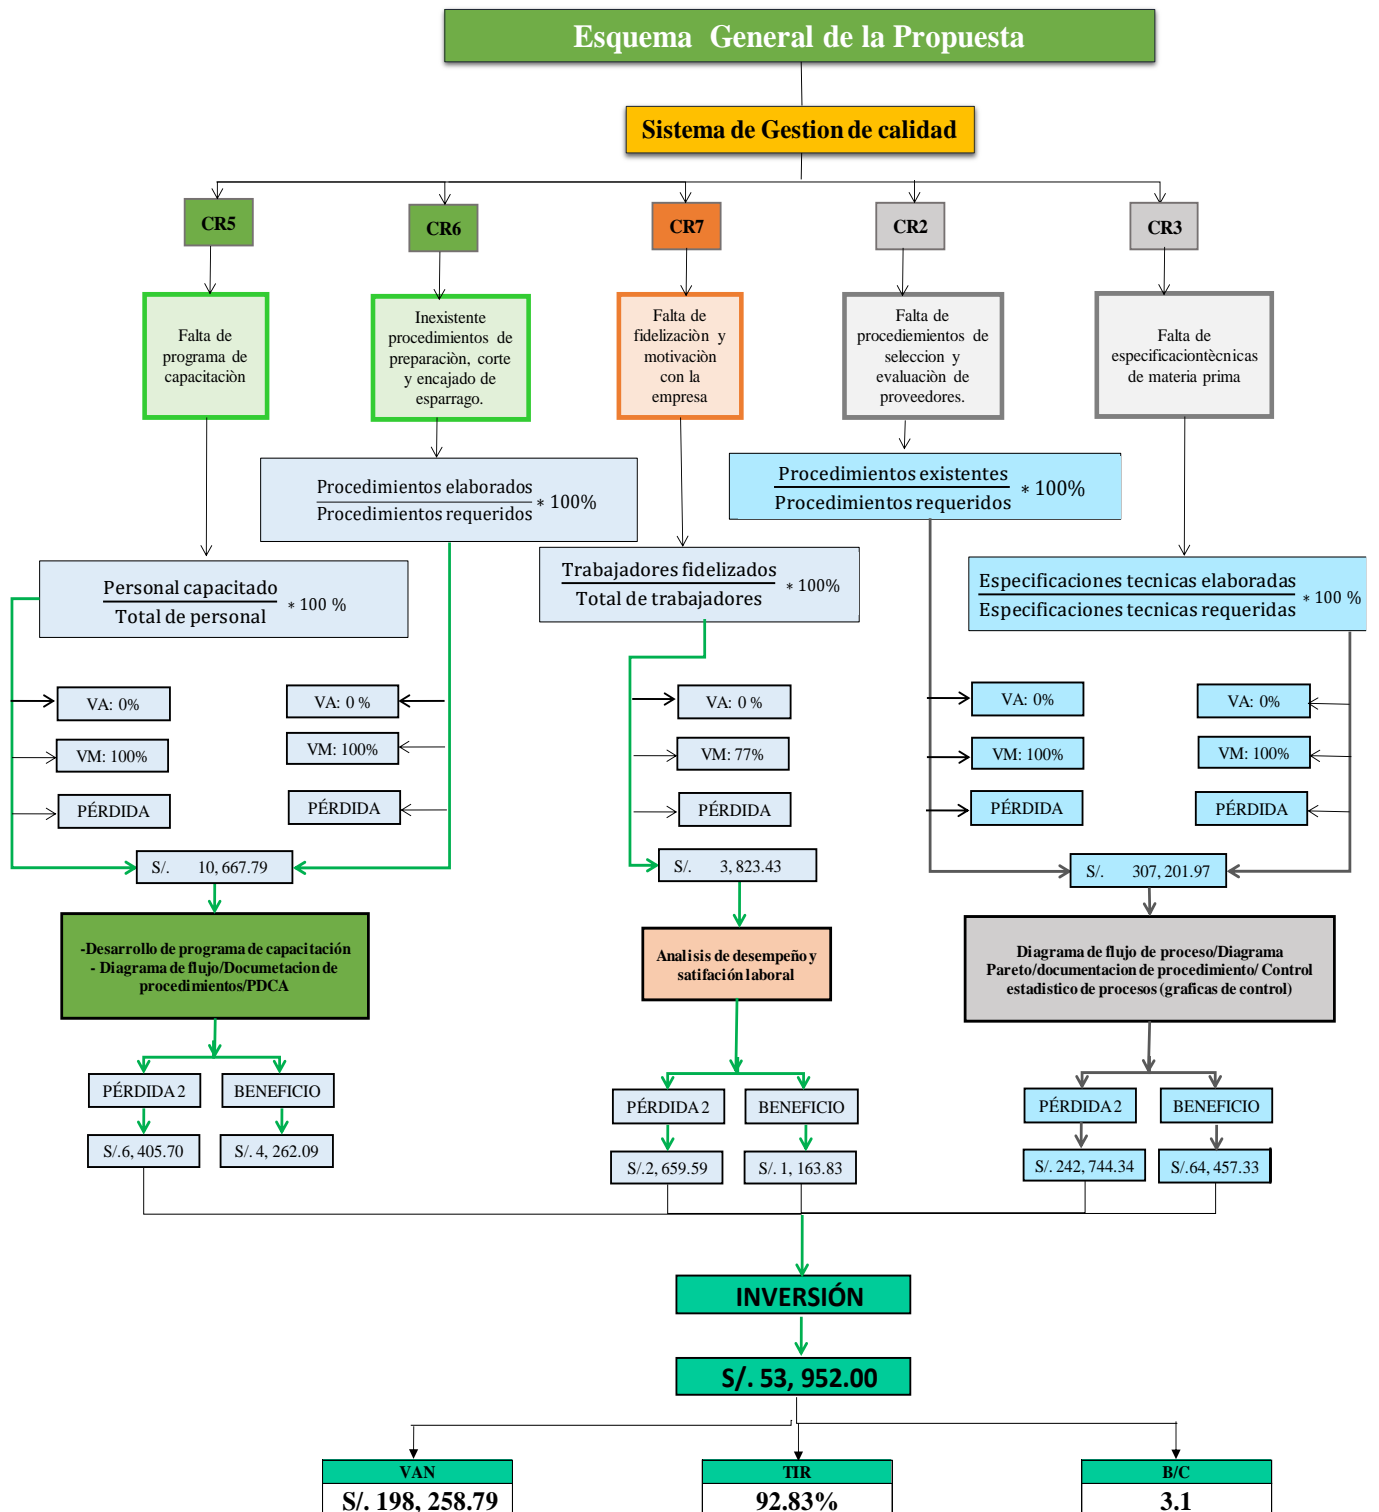 Esquema General de la Propuesta
Sistema de Gestion de calidad
CR5
CR6
CR7
CR2
CR3
Falta de
programa de
capacitaciòn
Inexistente
procedimientos de
preparaciòn, corte
y encajado de
esparrago.
Falta de
fidelizaciòn y
motivaciòn
con la
empresa
Falta de
procediemientos de
seleccion y
evaluaciòn de
proveedores.
Falta de
especificaciontècnicas
de materia prima
Procedimientos elaborados
Procedimientos requeridos * 100%
Procedimientos existentes
Procedimientos requeridos * 100%
Personal capacitado
Total de personal * 100 %
Trabajadores fidelizados
Total de trabajadores * 100%
Especificaciones tecnicas elaboradas
Especificaciones tecnicas requeridas * 100 %
VA: 0%
VA: 0 %
VA: 0 %
VA: 0%
VA: 0%
VM: 100%
VM: 100%
VM: 77%
VM: 100%
VM: 100%
PÉRDIDA
PÉRDIDA
PÉRDIDA
PÉRDIDA
PÉRDIDA
S/. 10, 667.79
S/. 3, 823.43
S/. 307, 201.97
-Desarrollo de programa de capacitación
- Diagrama de flujo/Documetacion de
procedimientos/PDCA
Analisis de desempeño y
satifación laboral
Diagrama de flujo de proceso/Diagrama
Pareto/documentacion de procedimiento/ Control
estadistico de procesos (graficas de control)
PÉRDIDA 2
BENEFICIO
PÉRDIDA 2
BENEFICIO
PÉRDIDA 2
BENEFICIO
S/.6, 405.70
S/. 4, 262.09
S/.2, 659.59
S/. 1, 163.83
S/. 242, 744.34
S/.64, 457.33
INVERSIÓN
S/. 53, 952.00
VAN
TIR
B/C
S/. 198, 258.79
92.83%
3.1